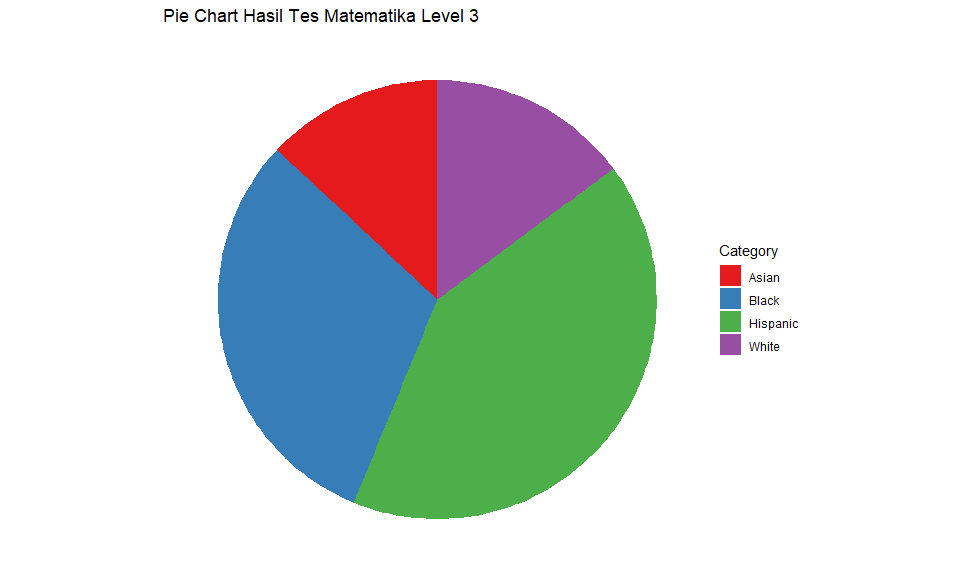 Pie Chart Hasil Tes Matematika Level 3
Category
Asian
Black
Hispanic
White